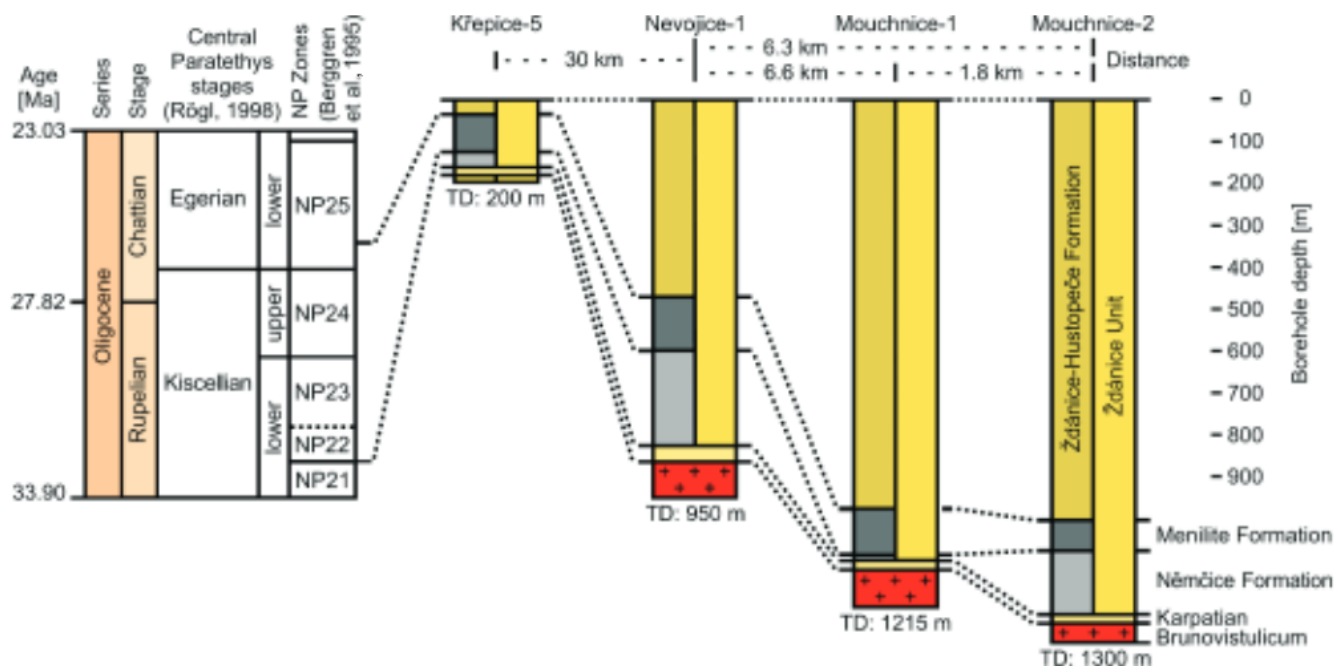 Křepice-5
Nevojice-1
Mouchnice-1
Mouchnice-2
30 km
6.3 km
6.6 km
1.8 km
Distance
Age
[Ma]
Series
Stage
Central
Paratethys
stages
(Rögl, 1998)
NP Zones
(Berggren
et al., 1995)
23.03
27.82
33.90
Oligocene
Chattian
Rupelian
Egerian
Kiscellian
lower
upper
lower
NP25
NP24
NP23
NP22
NP21
TD: 200 m
TD: 950 m
TD: 1215 m
TD: 1300 m
Ždánice-Hustopeče Formation
Ždánice Unit
0
100
200
300
400
500
600
700
800
900
Borehole depth [m]
Menilite Formation
Němčice Formation
Karpatian
Brunovistulicum